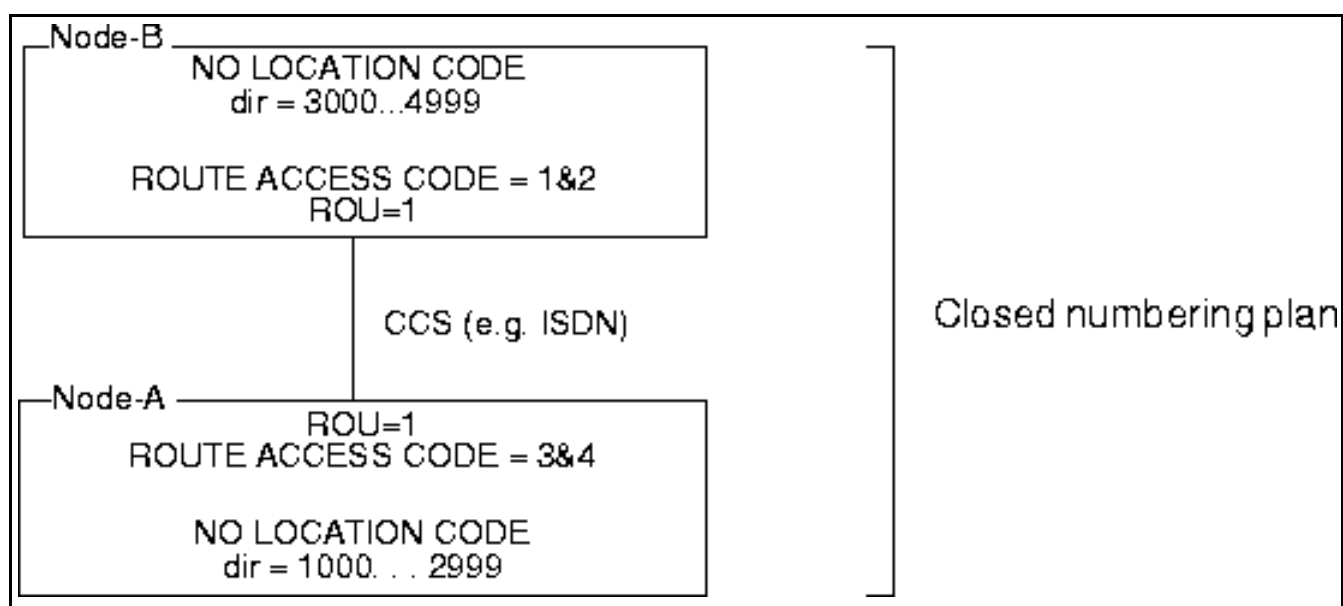 Node-B
NO LOCATION CODE
dir = 3000...4999
ROUTE ACCESS CODE = 1&2
ROU=1
CCS (e.g. ISDN)
Closed numbering plan
Node-A
ROU=1
ROUTE ACCESS CODE = 3&4
NO LOCATION CODE
dir = 1000. . . 2999